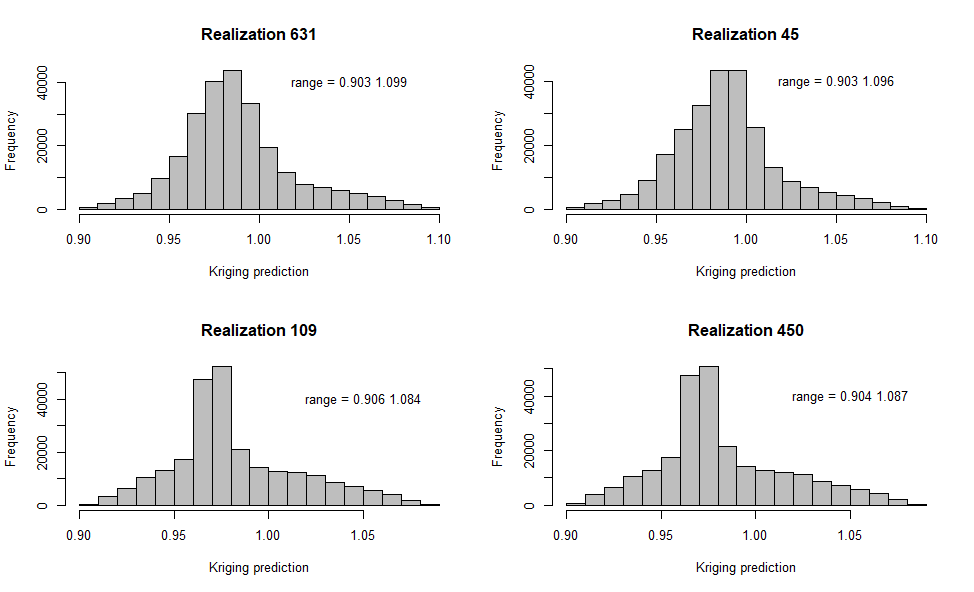 Realization 631
range = 0.903 1.099
Frequency
0
20000
40000
0.90 0.95 1.00 1.05 1.10
Kriging prediction
Realization 45
range = 0.903 1.096
Frequency
0
20000
40000
0.90 0.95 1.00 1.05 1.10
Kriging prediction
Realization 109
range = 0.906 1.084
Frequency
0
20000
40000
0.90 0.95 1.00 1.05
Kriging prediction
Realization 450
range = 0.904 1.087
Frequency
0
20000
40000
0.90 0.95 1.00 1.05
Kriging prediction